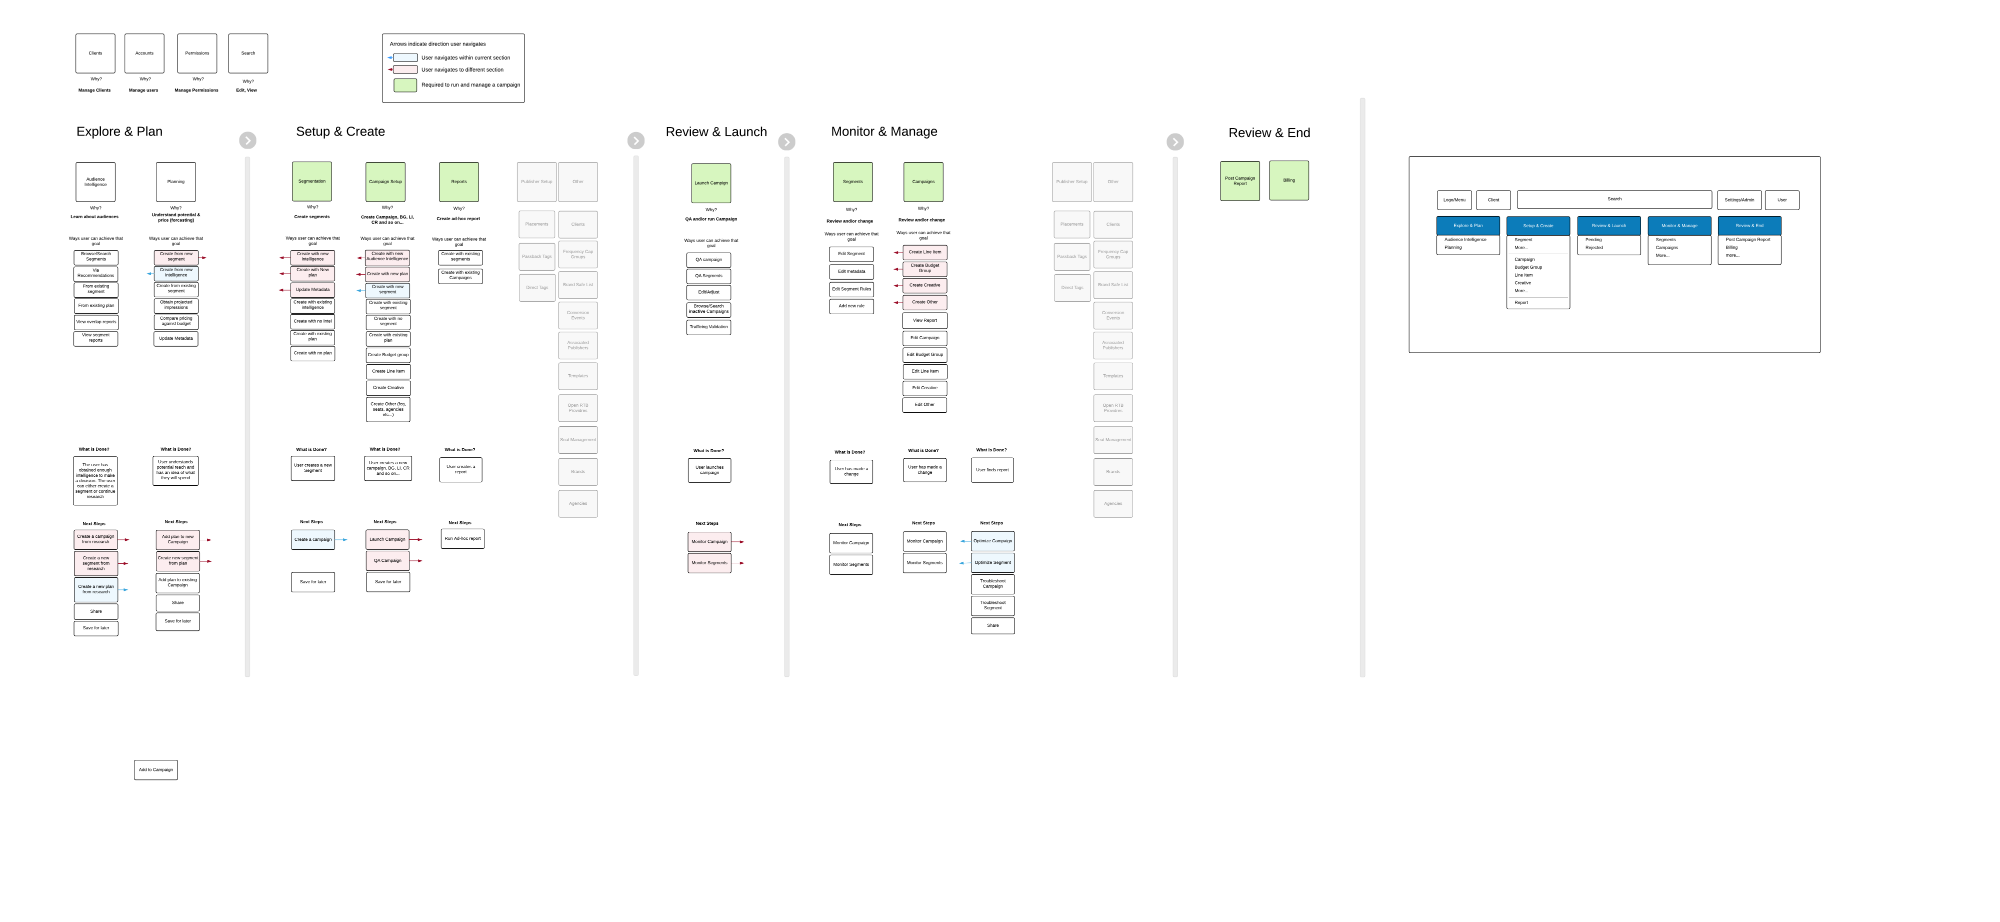 Clients
Accounts
Permissions
Search
Why?
Why?
Why?
Why?
Manage Clients
Manage users
Manage Permissions
Edit, View
Arrows indicate direction user navigates
User navigates within current section
User navigates to different section
Required to run and manage a campaign
Explore & Plan
Audience
Intelligence
Why?
Learn about audiences
Ways user can achieve that
goal
Browse/Search
Segments
Via
Recommendations
From existing
segment
From existing plan
View overlap reports
View segment
reports
What is Done?
The user has
obtained enough
intelligence to make
a decision. The user
can either create a
segment or continue
research
Next Steps
Create a campaign
from research
Create a new
segment from
research
Create a new plan
from research
Share
Save for later
Planning
Why?
Understand potential &
price (forcasting)
Ways user can achieve that
goal
Create from new
segment
Create from new
intelligence
Create from existing
segment
Obtain projected
impressions
Compare pricing
against budget
Update Metadata
What is Done?
User understands
potential reach and
has an idea of what
they will spend
Next Steps
Add plan to new
Campaign
Create new segment
from plan
Add plan to existing
Campaign
Share
Save for later
Setup & Create
Segmentation
Why?
Create segments
Ways user can achieve that
goal
Create with new
intelligence
Create with New
plan
Update Metadata
Create with existing
intelligence
Create with no Intel
Create with existing
plan
Create with no plan
What is Done?
User creates a new
Segment
Next Steps
Create a campaign
Save for later
Campaign Setup
Why?
Create Campaign, BG, LI,
CR and so on...
Ways user can achieve that
goal
Create with new
Audience Intelligence
Create with new plan
Create with new
segment
Create with existing
segment
Create with no
segment
Create with existing
plan
Create Budget group
Create Line Item
Create Creative
Create Other (feq,
seats, agencies
etc...)
What is Done?
User creates a new
campaign, BG, LI, CR
and so on...
Next Steps
Launch Campaign
QA Campaign
Save for later
Reports
Why?
Create ad-hoc report
Ways user can achieve that
goal
Create with existing
segments
Create with existing
Campaigns
What is Done?
User creates a
report
Next Steps
Run Ad-hoc report
Publisher Setup
Placements
Passback Tags
Direct Tags
Other
Clients
Frequency Cap
Groups
Brand Safe List
Conversion
Events
Associated
Publishers
Templates
Open RTB
Providers
Seat Management
Brands
Agencies
Review & Launch
Launch Campaign
Why?
QA and/or run Campaign
Ways user can achieve that
goal
QA campaign
QA Segments
Edit/Adjust
Browse/Search
inactive Campaigns
Trafficing Validation
What is Done?
User launches
campaign
Next Steps
Monitor Campaign
Monitor Segments
Monitor & Manage
Segments
Why?
Review and/or change
Ways user can achieve that
goal
Edit Segment
Edit metadata
Edit Segment Rules
Add new rule
What is Done?
User has made a
change
Next Steps
Monitor Campaign
Monitor Segments
Campaigns
Why?
Review and/or change
Ways user can achieve that
goal
Create Line Item
Create Budget
Group
Create Creative
Create Other
View Report
Edit Campaign
Edit Budget Group
Edit Line Item
Edit Creative
Edit Other
What is Done?
User has made a
change
Next Steps
Monitor Campaign
Monitor Segments
What is Done?
User finds report
Next Steps
Optimize Campaign
Optimize Segment
Troubleshoot
Campaign
Troubleshoot
Segment
Share
Publisher Setup
Placements
Passback Tags
Direct Tags
Other
Clients
Frequency Cap
Groups
Brand Safe List
Conversion
Events
Associated
Publishers
Templates
Open RTB
Providers
Seat Management
Brands
Agencies
Review & End
Post Campaign
Report
Billing
Logo/Menu
Client
Search
Settings/Admin
User
Explore & Plan
Audience Intelligence
Planning
Setup & Create
Segment
More...
Campaign
Budget Group
Line Item
Creative
More...
Report
Review & Launch
Pending
Rejected
Monitor & Manage
Segments
Campaigns
More...
Review & End
Post Campaign Report
Billing
more...
Add to Campaign